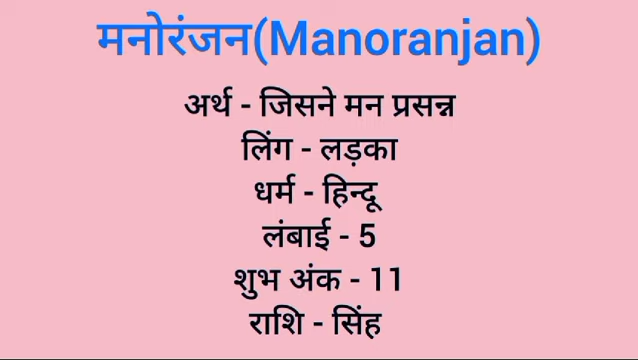 मनोरंजन(Manoranjan)
अर्थ - जिसने मन प्रसन्न
लिंग - लड़का
धर्म - हिन्दू
लंबाई - 5
शुभ अंक - 11
राशि - सिंह